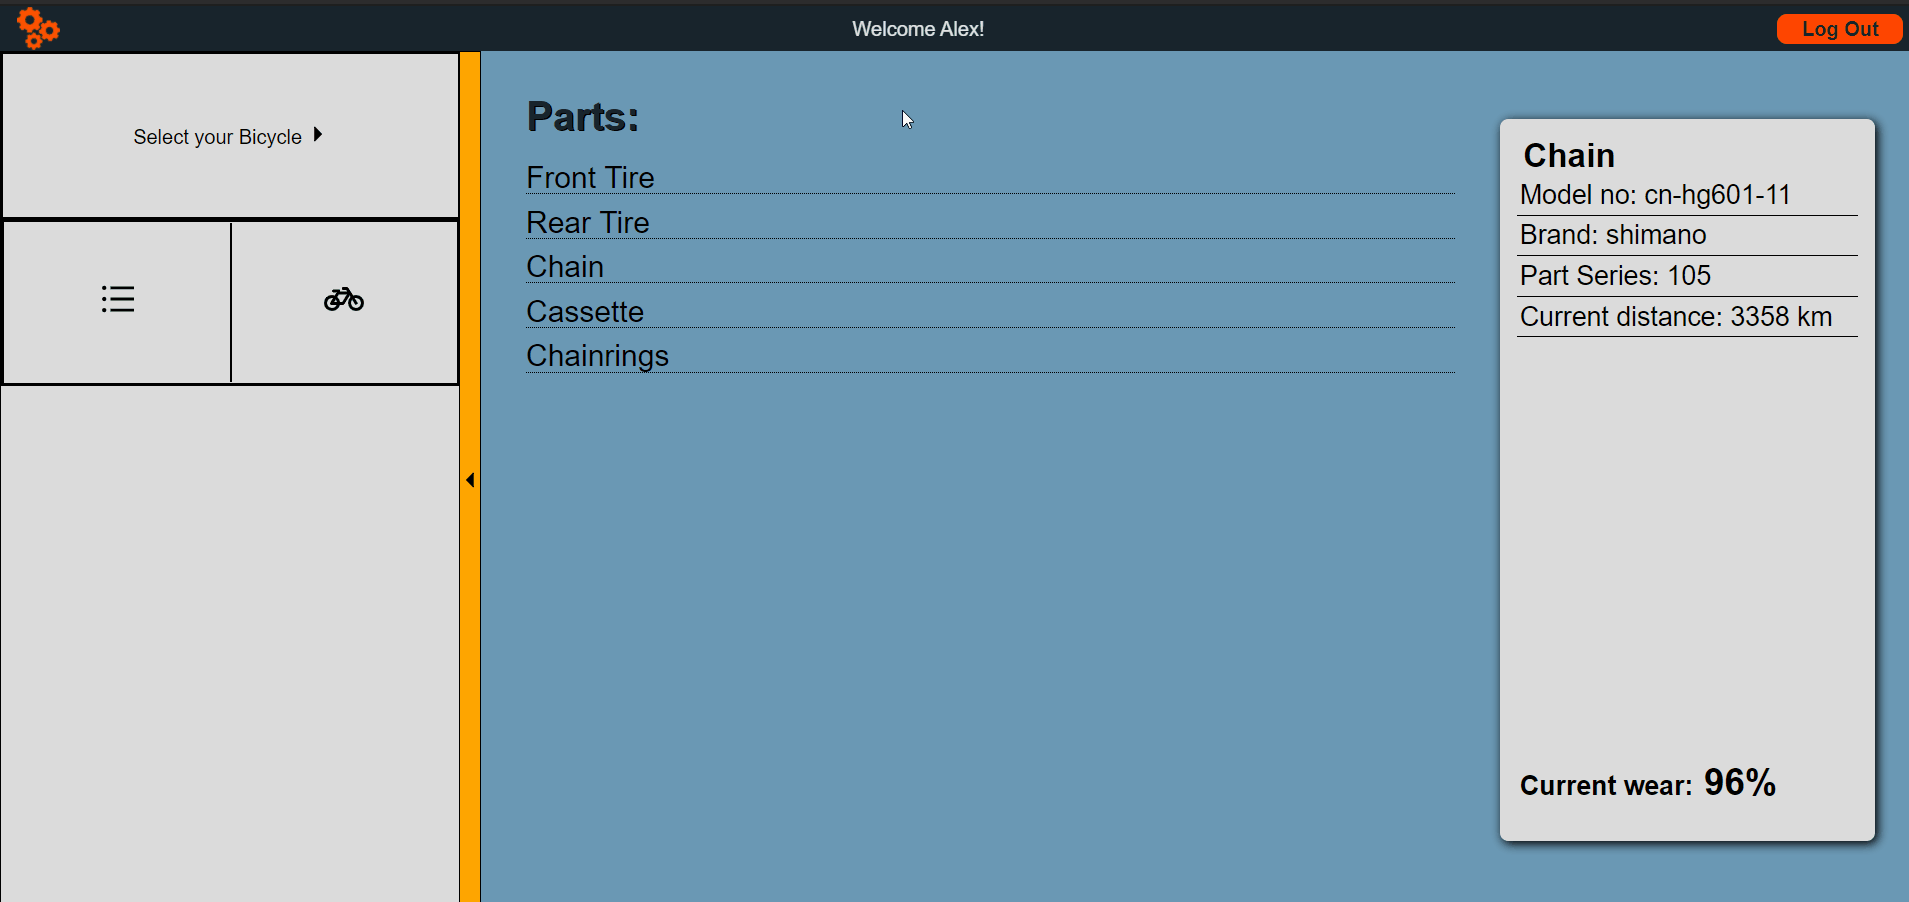 Welcome Alex!
Log Out
Select your Bicycle
Parts:
Front Tire
Rear Tire
Chain
Cassette
Chainrings
Chain
Model no: cn-hg601-11
Brand: shimano
Part Series: 105
Current distance: 3358 km
Current wear: 96%